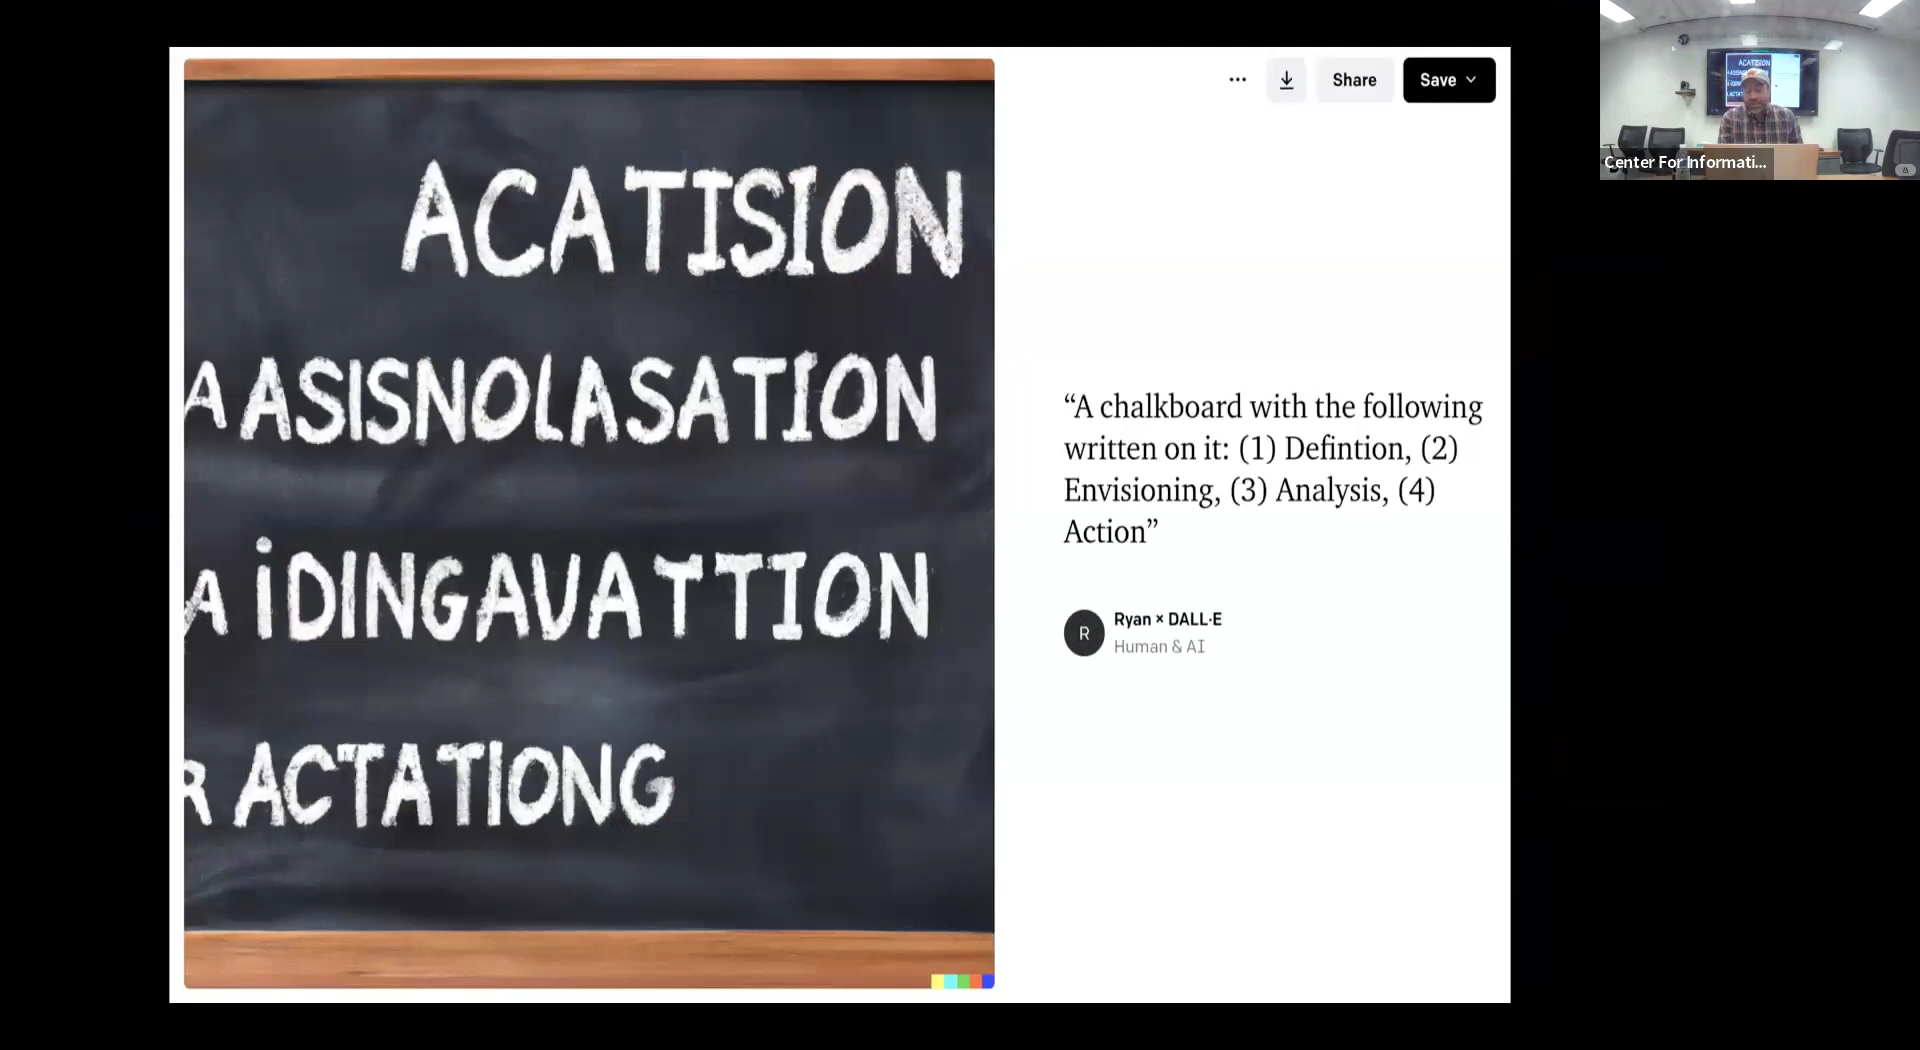 ACATISION
A ASISNOLASATION
A iDINGAVATTION
R ACTATIONG
... Share Save
“A chalkboard with the following
written on it: (1) Defintion, (2)
Envisioning, (3) Analysis, (4)
Action”
R
Ryan × DALL·E
Human & AI
ACATISION
Center For Informati...